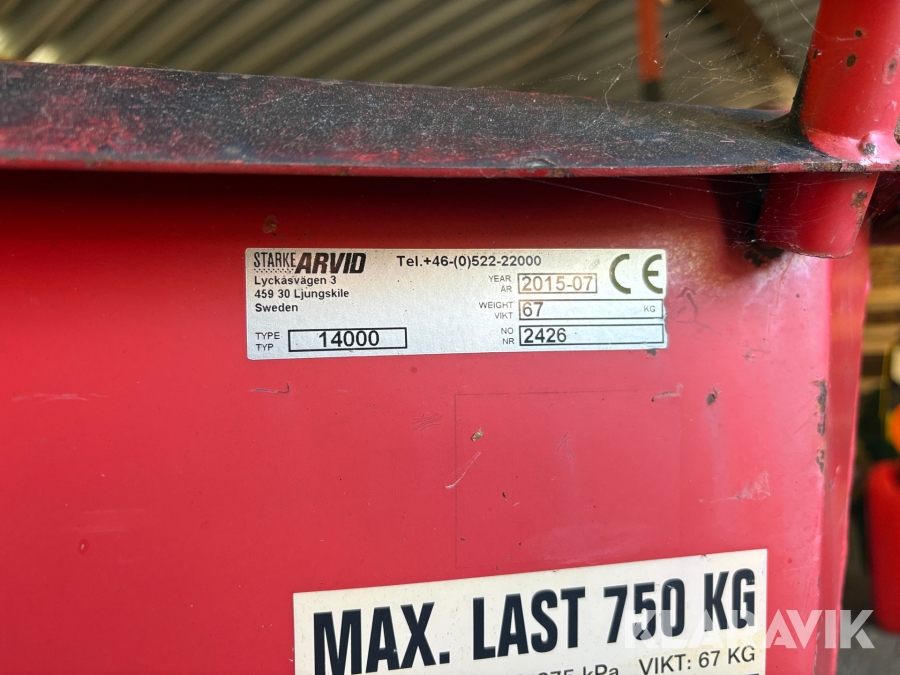 STARKE ARVID
Tel.+46-(0)522-22000
Lyckåsvägen 3
459 30 Ljungskile
Sweden
YEAR
ÅR
2015-07
CE
WEIGHT
VIKT
67
KG
TYPE
TYP
14000
NO
NR
2426
MAX. LAST 750 KG
kPa VIKT: 67 KG
KLARAVIK